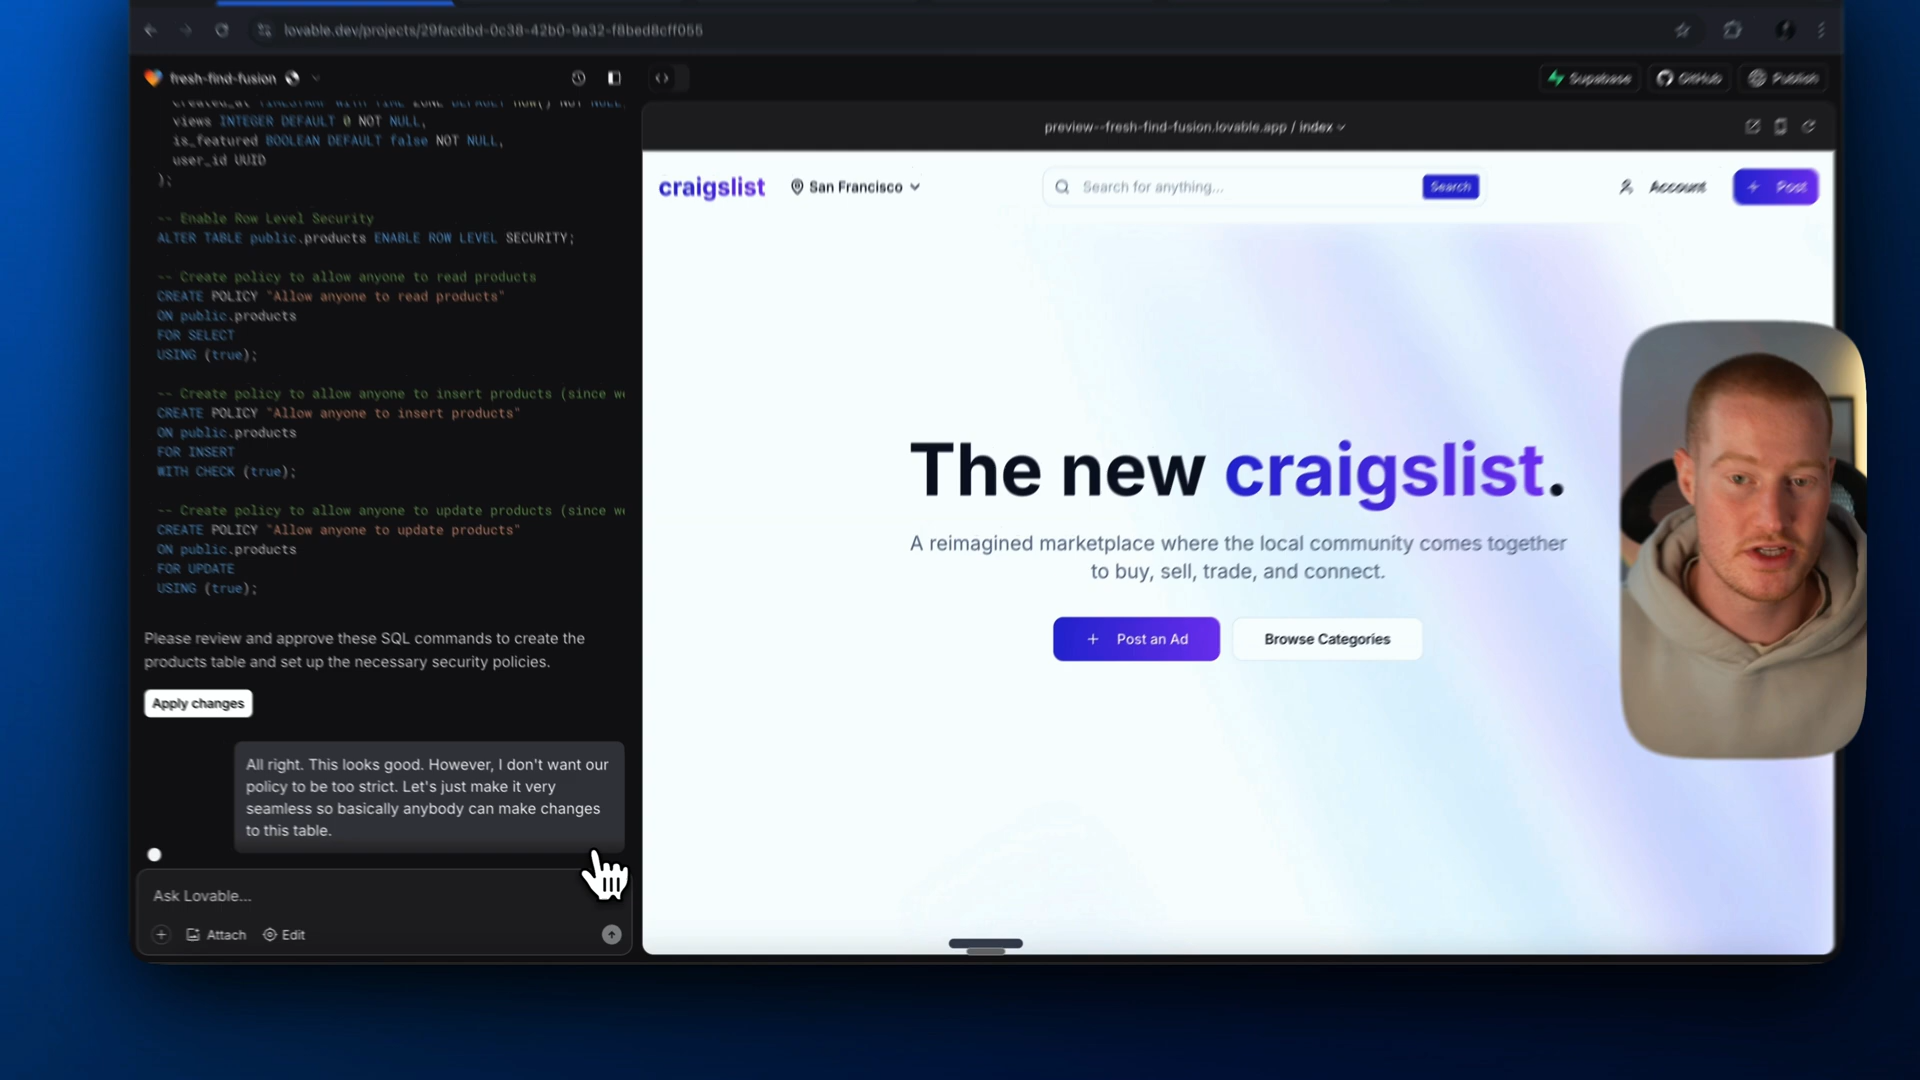 lovable.dev/projects/29facdbd-0c38-42b0-9a32-f8bed8cff055
fresh-find-fusion
Supabase
GitHub
Publish
preview--fresh-find-fusion.lovable.app / index
created_at TIMESTAMP WITH TIME ZONE DEFAULT now() NOT NULL,
views INTEGER DEFAULT 0 NOT NULL,
is_featured BOOLEAN DEFAULT false NOT NULL,
user_id UUID
);
-- Enable Row Level Security
ALTER TABLE public.products ENABLE ROW LEVEL SECURITY;
-- Create policy to allow anyone to read products
CREATE POLICY "Allow anyone to read products"
ON public.products
FOR SELECT
USING (true);
-- Create policy to allow anyone to insert products (since we
CREATE POLICY "Allow anyone to insert products"
ON public.products
FOR INSERT
WITH CHECK (true);
-- Create policy to allow anyone to update products (since we
CREATE POLICY "Allow anyone to update products"
ON public.products
FOR UPDATE
USING (true);
Please review and approve these SQL commands to create the
products table and set up the necessary security policies.
Apply changes
All right. This looks good. However, I don't want our
policy to be too strict. Let's just make it very
seamless so basically anybody can make changes
to this table.
Ask Lovable...
Attach
Edit
craigslist
San Francisco
Search for anything...
Search
Account
+ Post
The new craigslist.
A reimagined marketplace where the local community comes together
to buy, sell, trade, and connect.
+ Post an Ad
Browse Categories